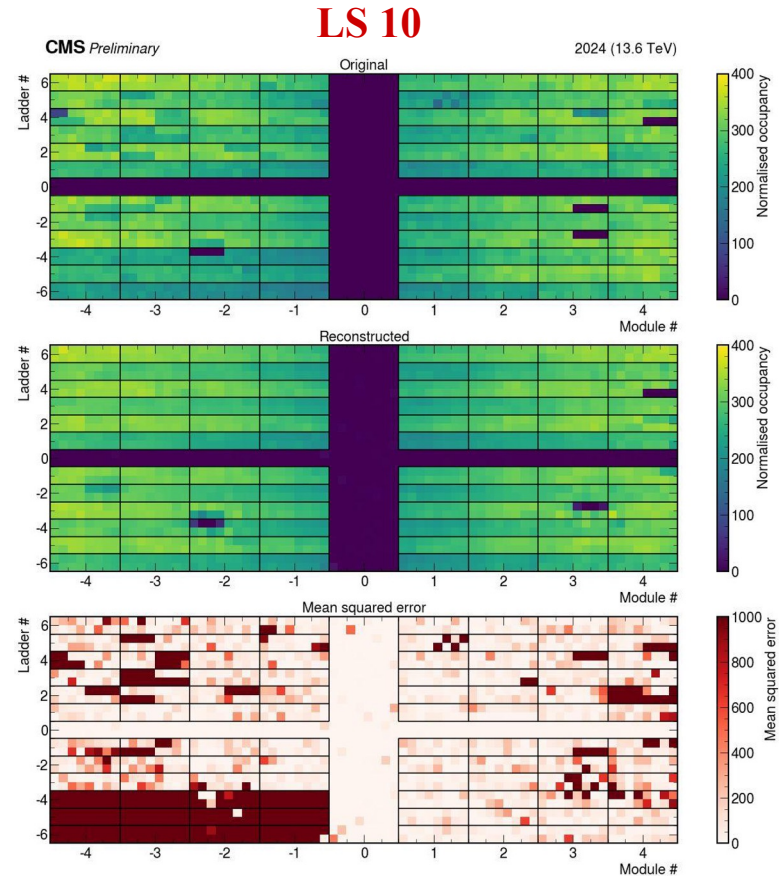 LS 10
CMS Preliminary 2024 (13.6 TeV)
Original
Ladder #
6
4
2
0
-2
-4
-6
-4 -3 -2 -1 0 1 2 3 4
Module #
400
300
200
100
0
Normalised occupancy
Reconstructed
Ladder #
6
4
2
0
-2
-4
-6
-4 -3 -2 -1 0 1 2 3 4
Module #
400
300
200
100
0
Normalised occupancy
Mean squared error
Ladder #
6
4
2
0
-2
-4
-6
-4 -3 -2 -1 0 1 2 3 4
Module #
1000
800
600
400
200
0
Mean squared error